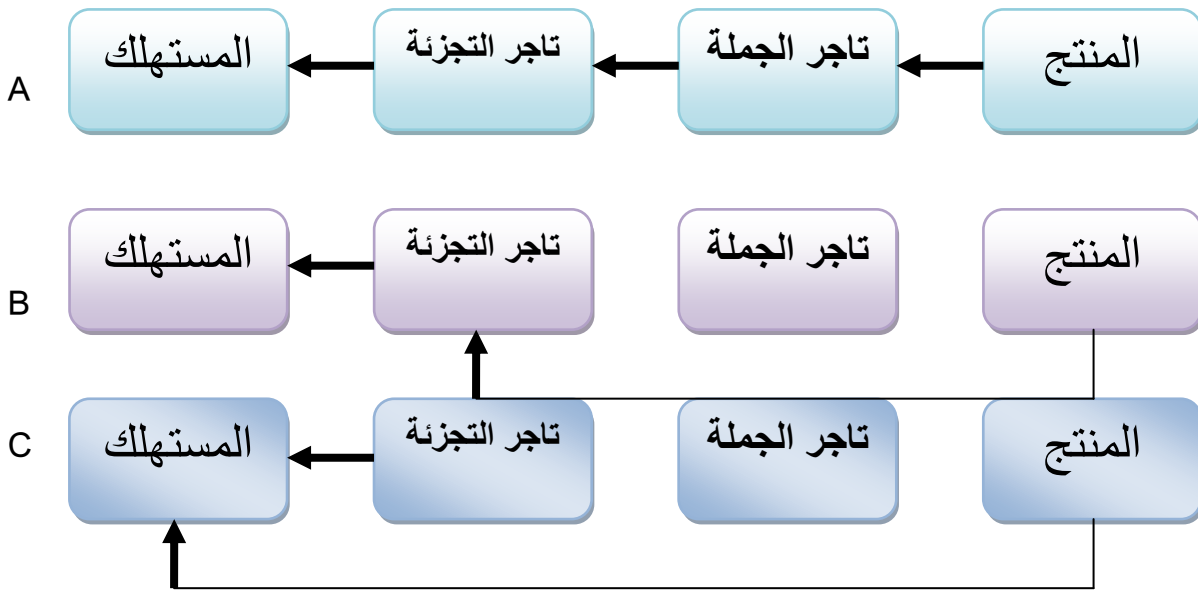 A
المنتج
تاجر الجملة
تاجر التجزئة
المستهلك
B
المنتج
تاجر الجملة
تاجر التجزئة
المستهلك
C
المنتج
تاجر الجملة
تاجر التجزئة
المستهلك